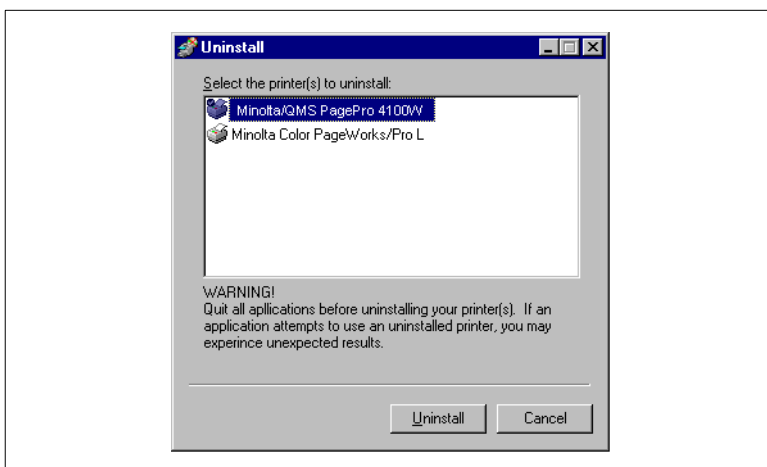 Uninstall
Select the printer(s) to uninstall:
Minolta/QMS PagePro 4100W
Minolta Color PageWorks/Pro L
WARNING!
Quit all apllications before uninstalling your printer(s). If an
application attempts to use an uninstalled printer, you may
experince unexpected results.
Uninstall Cancel